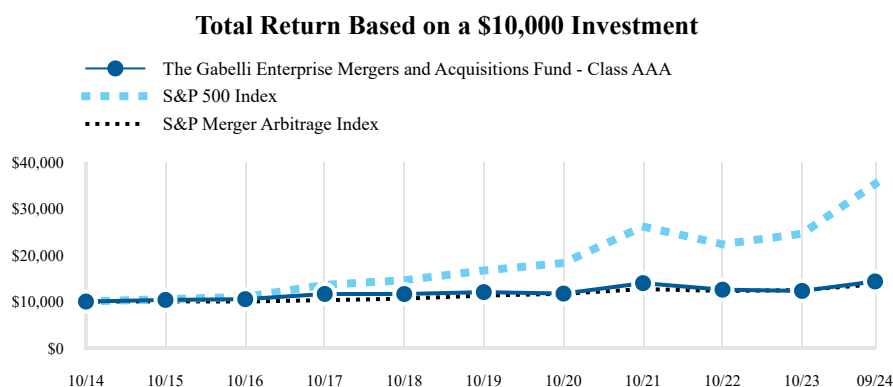 Total Return Based on a $10,000 Investment
The Gabelli Enterprise Mergers and Acquisitions Fund - Class AAA
S&P 500 Index
S&P Merger Arbitrage Index
$40,000
$30,000
$20,000
$10,000
$0
10/14 10/15 10/16 10/17 10/18 10/19 10/20 10/21 10/22 10/23 09/24